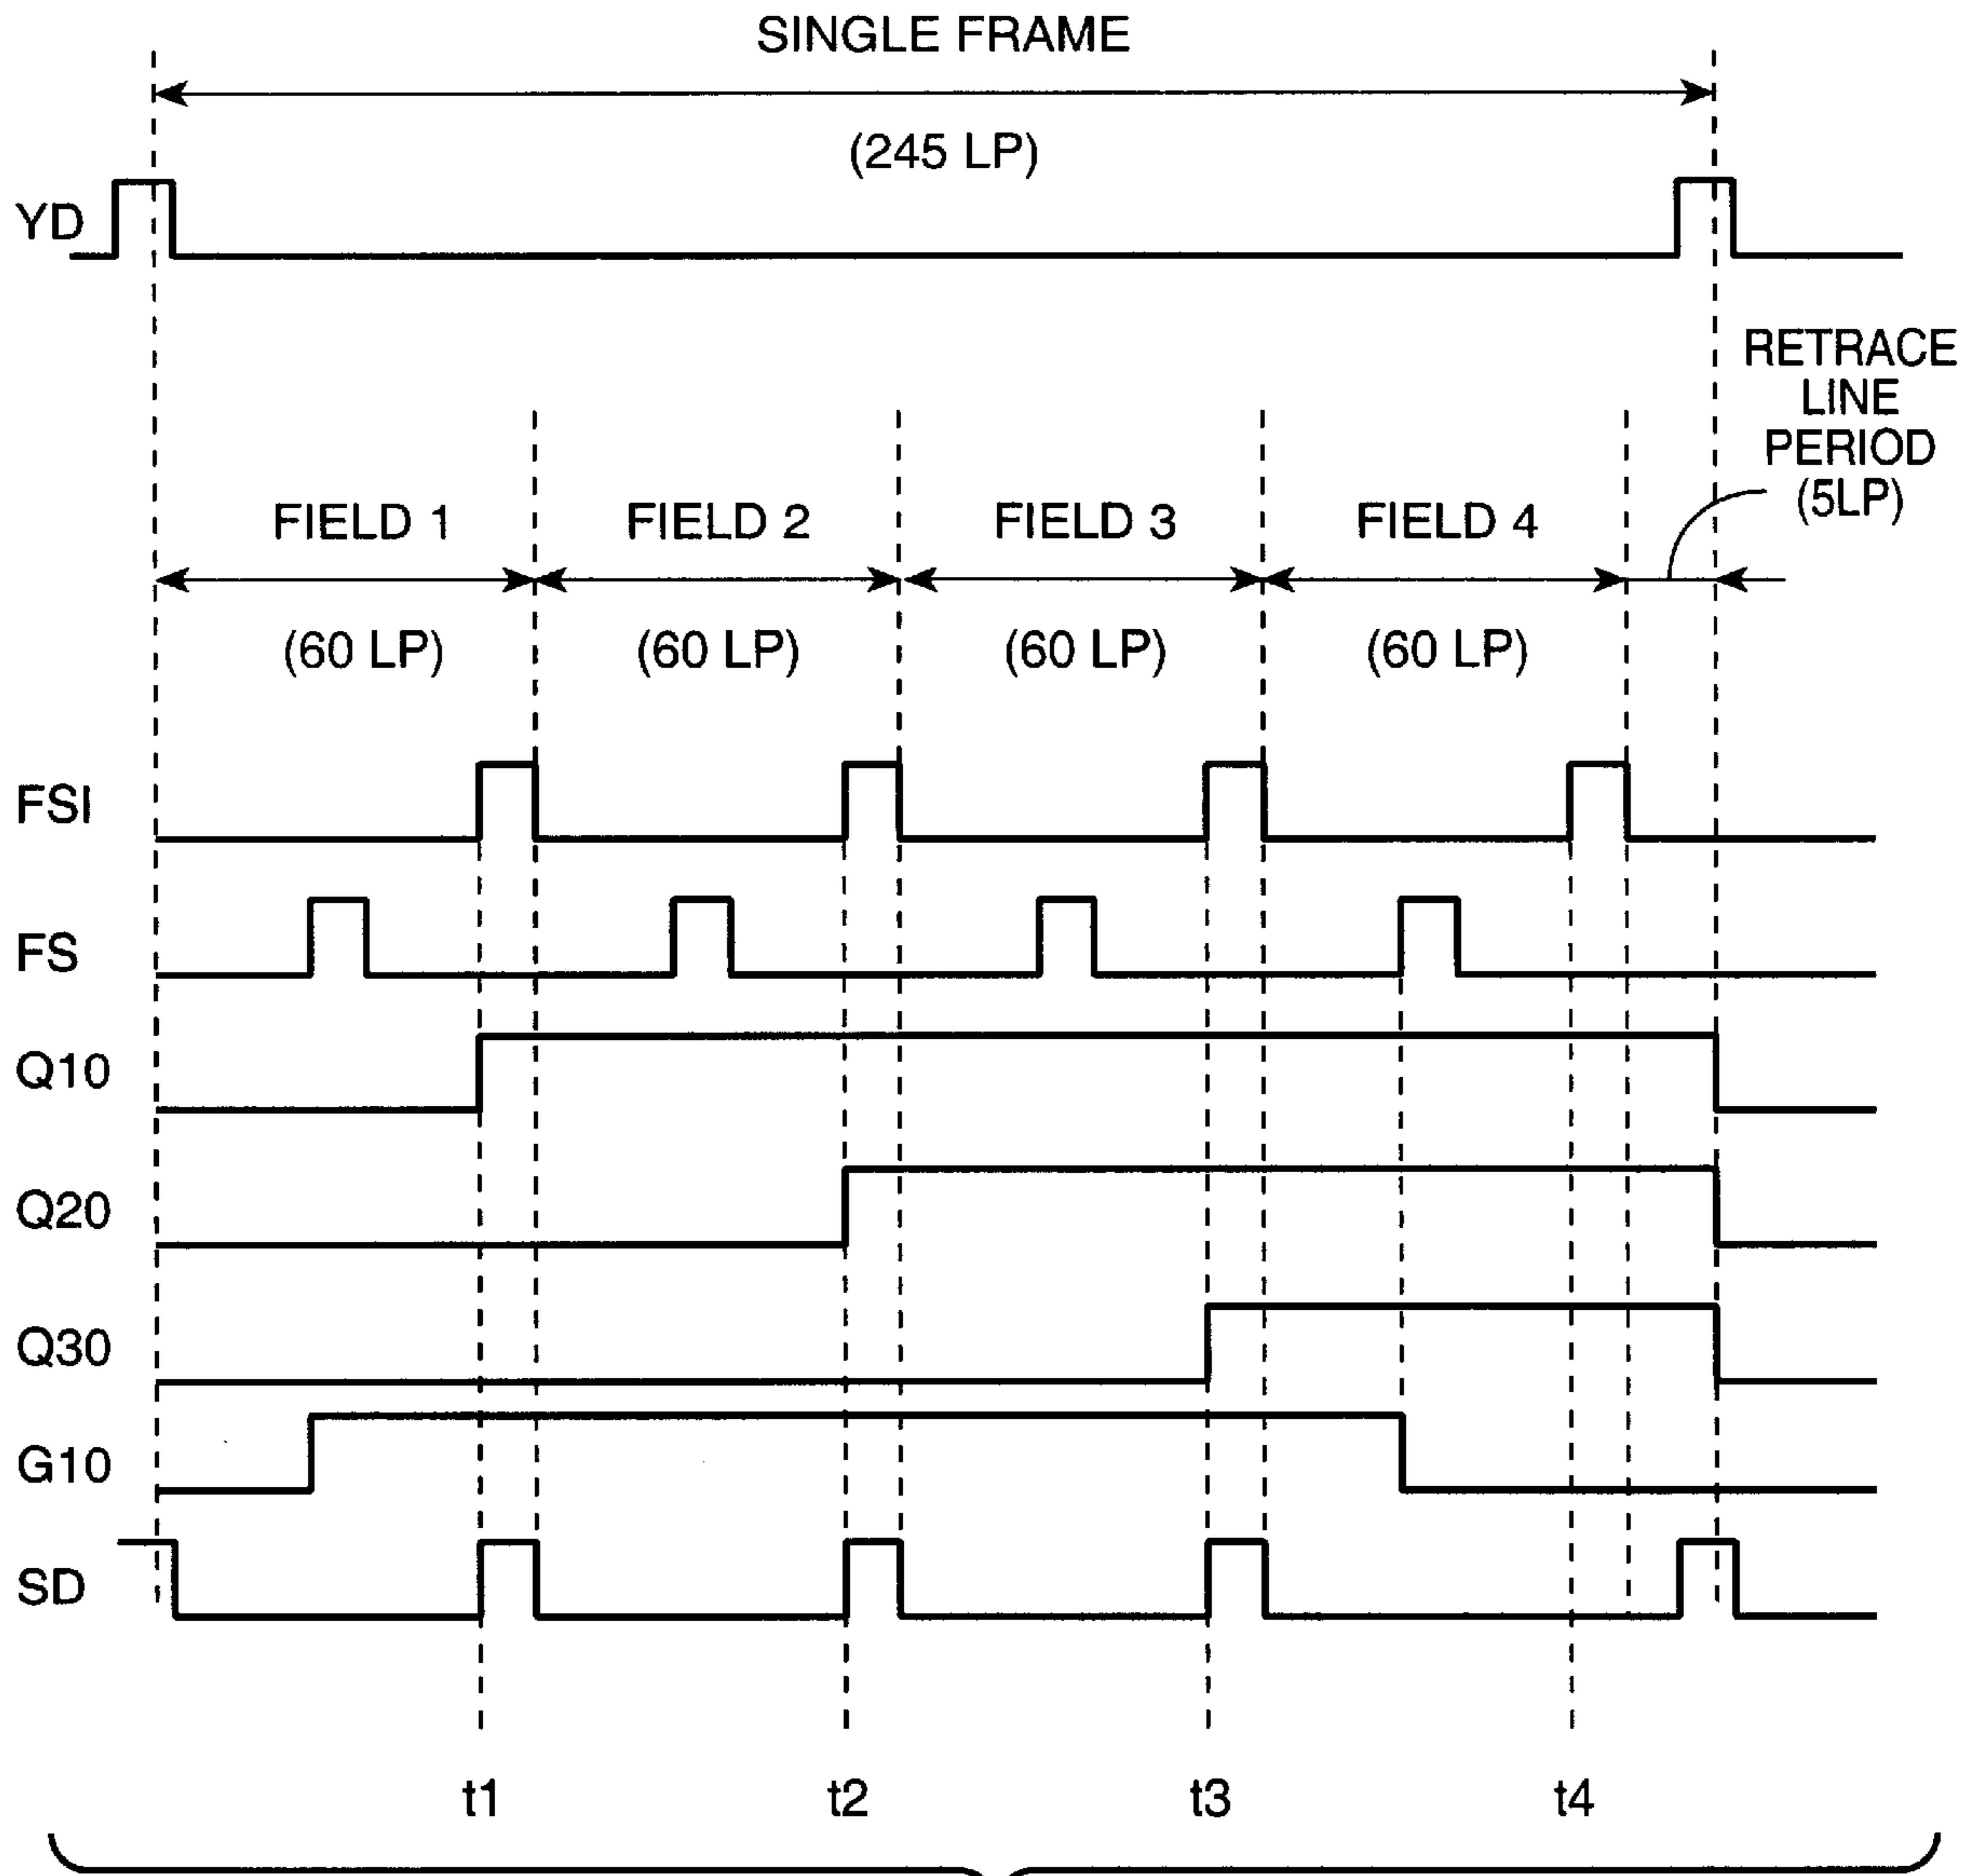 SINGLE FRAME
(245 LP)
YD
RETRACE
LINE
PERIOD
(5LP)
FIELD 1
FIELD 2
FIELD 3
FIELD 4
(60 LP)
(60 LP)
(60 LP)
(60 LP)
FSI
FS
Q10
Q20
Q30
G10
SD
t1
t2
t3
t4